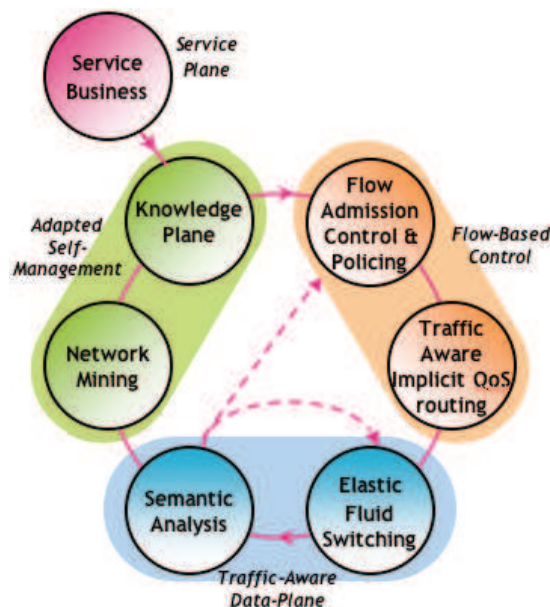 Service
Business
Service
Plane
Knowledge
Plane
Adapted
Self-
Management
Network
Mining
Flow
Admission
Control &
Policing
Flow-Based
Control
Traffic
Aware
Implicit QoS
routing
Semantic
Analysis
Elastic
Fluid
Switching
Traffic-Aware
Data-Plane